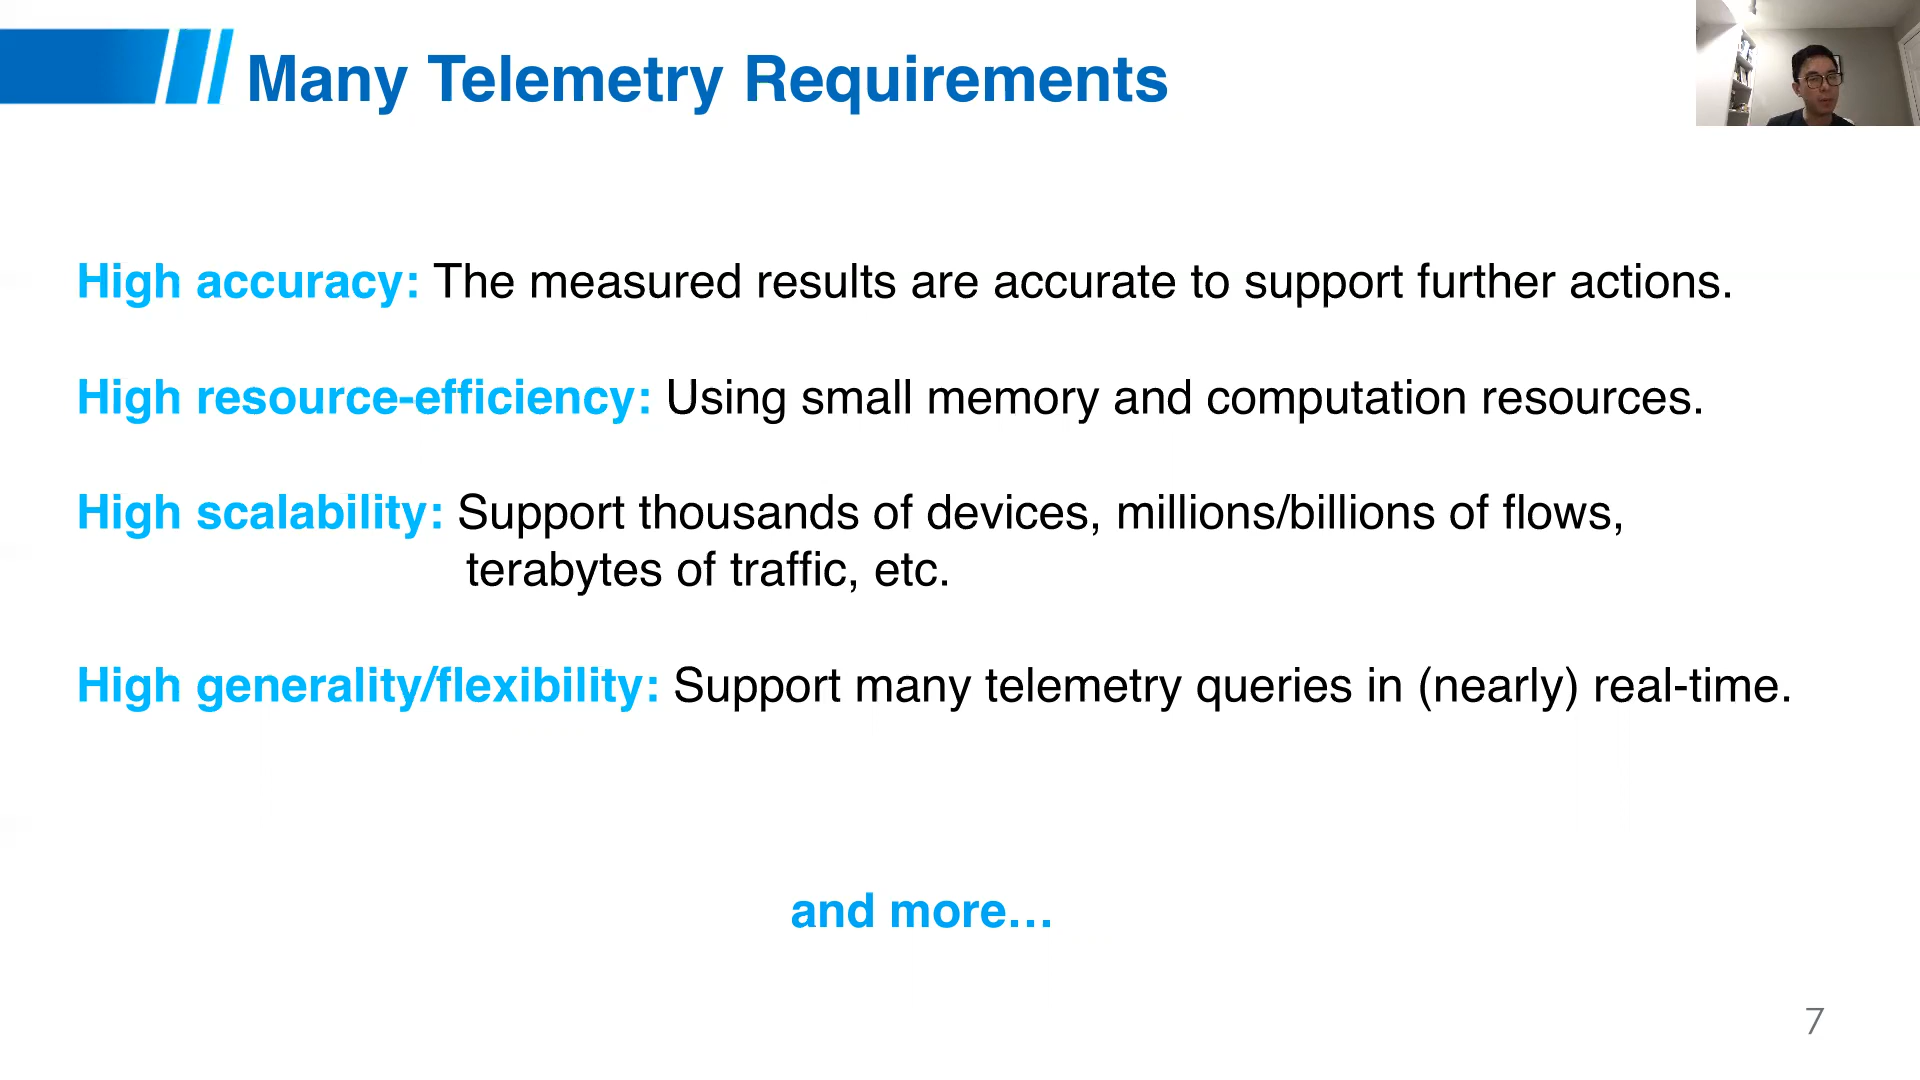 Many Telemetry Requirements
High accuracy: The measured results are accurate to support further actions.
High resource-efficiency: Using small memory and computation resources.
High scalability: Support thousands of devices, millions/billions of flows,
terabytes of traffic, etc.
High generality/flexibility: Support many telemetry queries in (nearly) real-time.
and more…
7